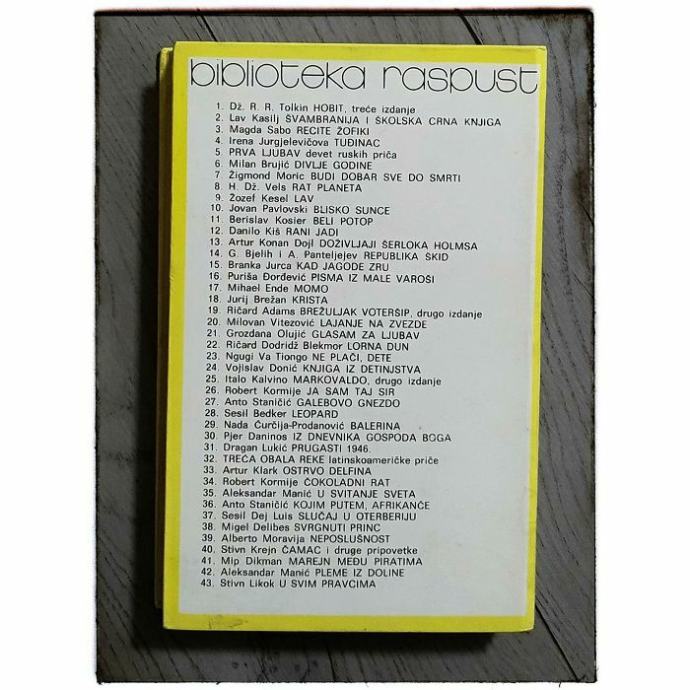 biblioteka raspust
1. Dž. R. R. Tolkin HOBIT, treće izdanje
2. Lav Kasilj ŠVAMBRANIJA I ŠKOLSKA CRNA KNJIGA
3. Magda Sabo RECITE ŽOFIKI
4. Irena Jurgjelevičova TUĐINAC
5. PRVA LJUBAV devet ruskih priča
6. Milan Brujić DIVLJE GODINE
7. Žigmond Moric BUDI DOBAR SVE DO SMRTI
8. H. Dž. Vels RAT PLANETA
9. Žozef Kesel LAV
10. Jovan Pavlovski BLISKO SUNCE
11. Berislav Kosier BELI POTOP
12. Danilo Kiš RANI JADI
13. Artur Konan Dojl DOŽIVLJAJI ŠERLOKA HOLMSA
14. G. Bjelih i A. Panteljejev REPUBLIKA ŠKID
15. Branka Jurca KAD JAGODE ZRU
16. Puriša Đorđević PISMA IZ MALE VAROŠI
17. Mihael Ende MOMO
18. Jurij Brežan KRISTA
19. Ričard Adams BREŽULJAK VOTERŠIP, drugo izdanje
20. Milovan Vitezović LAJANJE NA ZVEZDE
21. Grozdana Olujić GLASAM ZA LJUBAV
22. Ričard Dodridž Blekmor LORNA DUN
23. Ngugi Va Tiongo NE PLAČI, DETE
24. Vojislav Donić KNJIGA IZ DETINJSTVA
25. Italo Kalvino MARKOVALDO, drugo izdanje
26. Robert Kormije JA SAM TAJ SIR
27. Anto Staničić GALEBOVO GNEZDO
28. Sesil Bedker LEOPARD
29. Nada Ćurčija-Prodanović BALERINA
30. Pjer Daninos IZ DNEVNIKA GOSPODA BOGA
31. Dragan Lukić PRUGASTI 1946.
32. TREĆA OBALA REKE latinskoameričke priče
33. Artur Klark OSTRVO DELFINA
34. Robert Kormije ČOKOLADNI RAT
35. Aleksandar Manić U SVITANJE SVETA
36. Anto Staničić KOJIM PUTEM, AFRIKANČE
37. Sesil Dej Luis SLUČAJ U OTERBERIJU
38. Migel Delibes SVRGNUTI PRINC
39. Alberto Moravija NEPOSLUŠNOST
40. Stivn Krejn ČAMAC i druge pripovetke
41. Mip Dikman MAREJN MEĐU PIRATIMA
42. Aleksandar Manić PLEME IZ DOLINE
43. Stivn Likok U SVIM PRAVCIMA